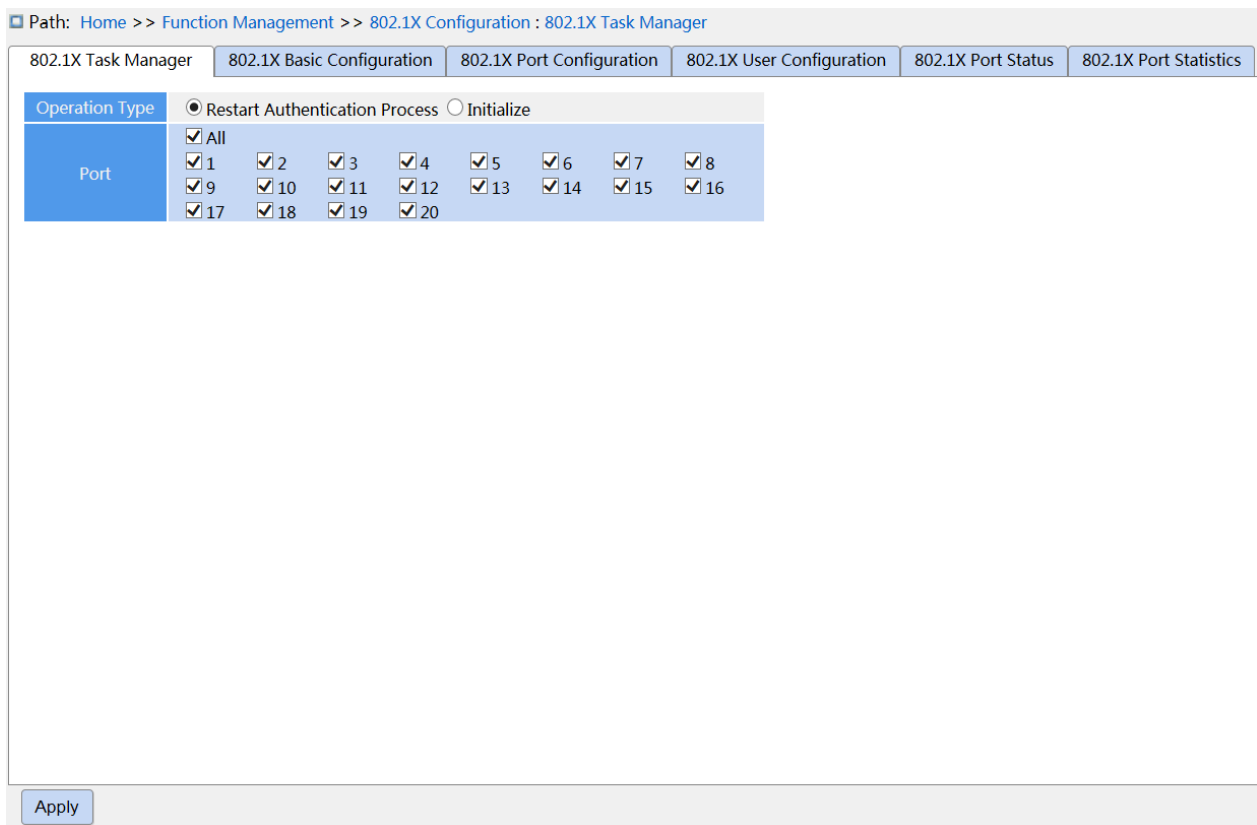 Path: Home >> Function Management >> 802.1X Configuration : 802.1X Task Manager
802.1X Task Manager 802.1X Basic Configuration 802.1X Port Configuration 802.1X User Configuration 802.1X Port Status 802.1X Port Statistics
Operation Type Restart Authentication Process Initialize
All
Port
1 2 3 4 5 6 7 8
9 10 11 12 13 14 15 16
17 18 19 20
Apply